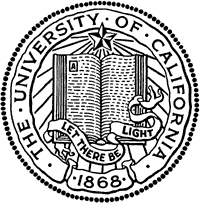 · THE · UNIVERSITY · OF · CALIFORNIA ·
A
LET THERE BE
LIGHT
· 1868 ·